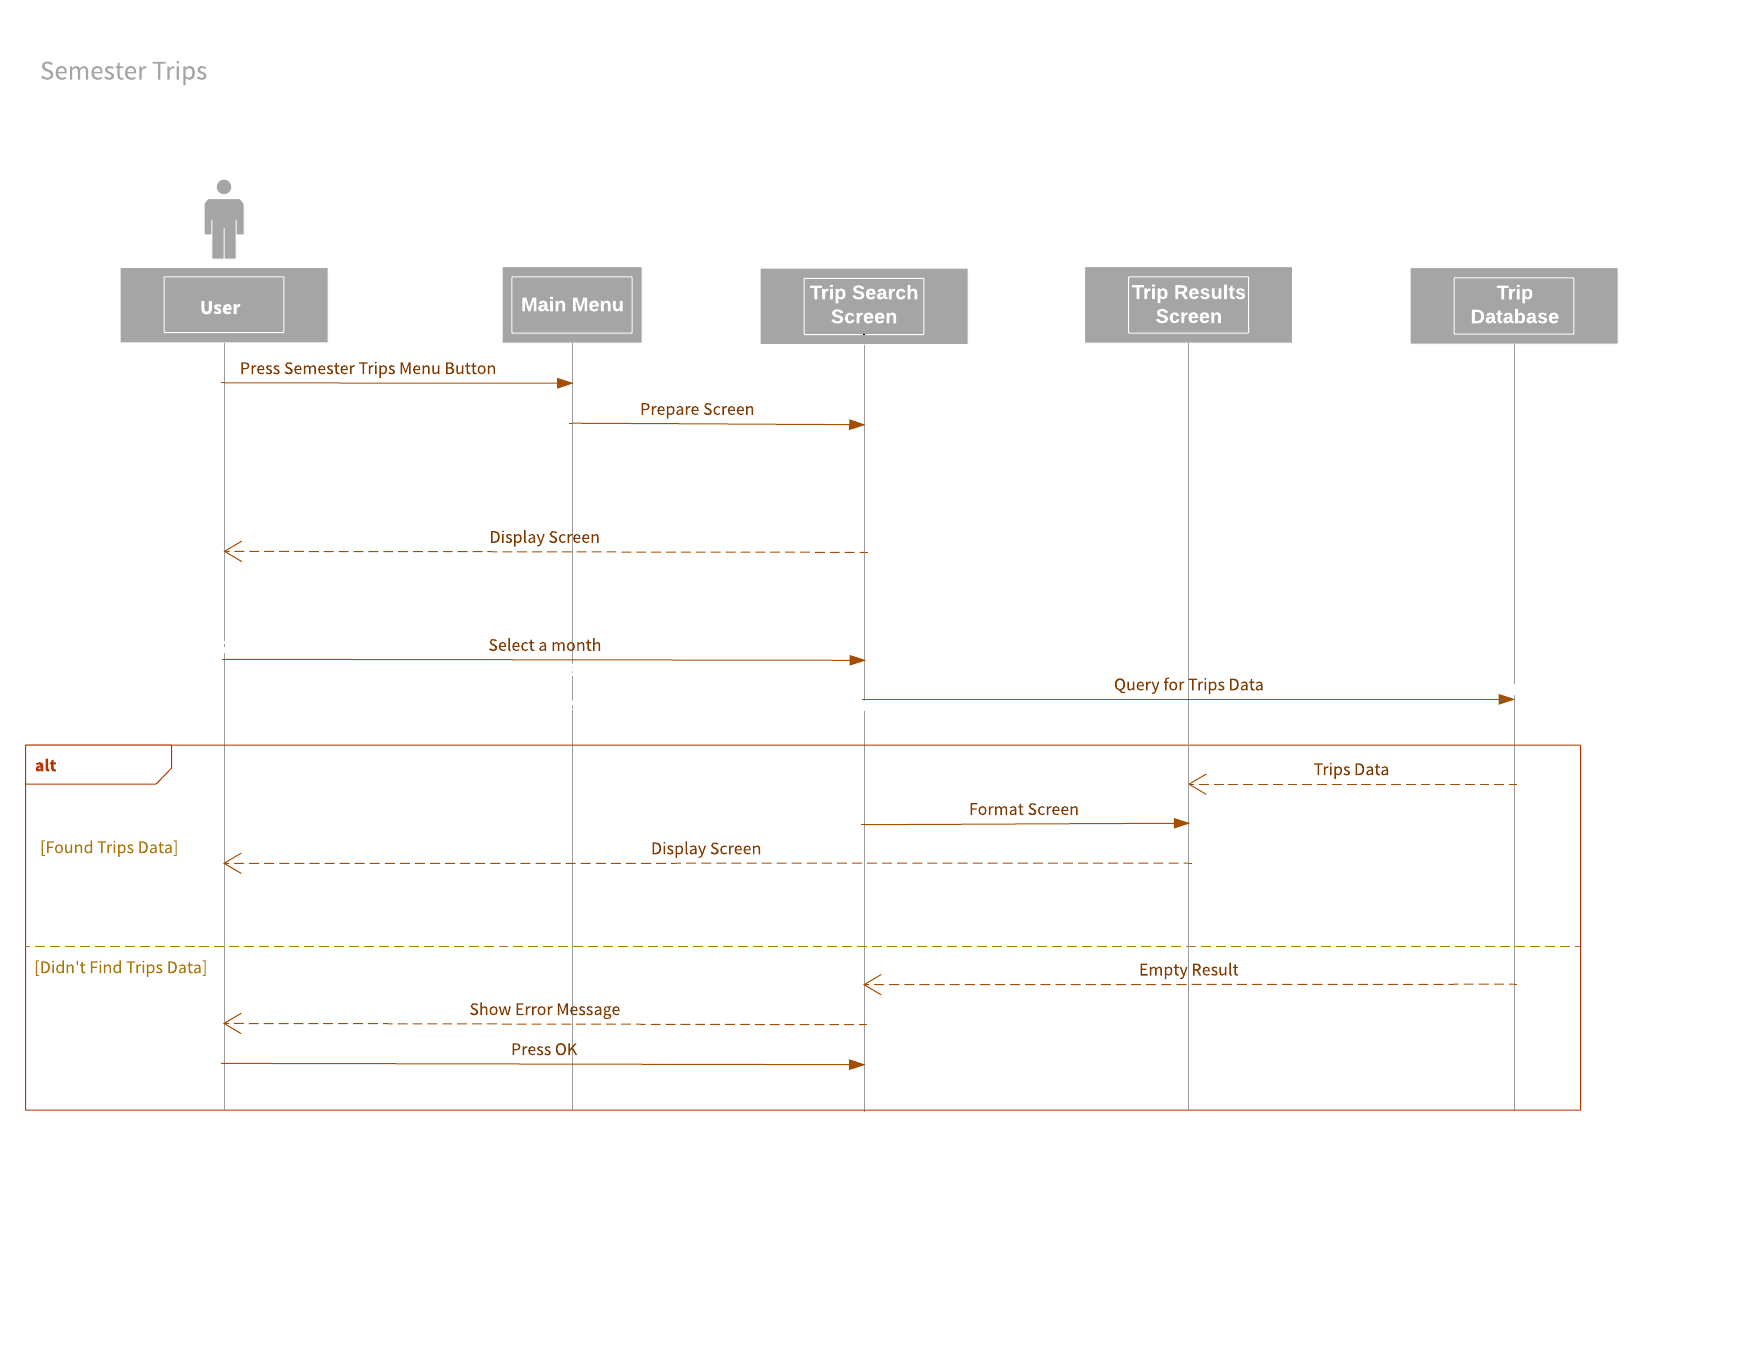 Semester Trips
User
Main Menu
Trip Search
Screen
Trip Results
Screen
Trip
Database
Press Semester Trips Menu Button
Prepare Screen
Display Screen
Select a month
Query for Trips Data
alt
Trips Data
Format Screen
[Found Trips Data]
Display Screen
[Didn't Find Trips Data]
Empty Result
Show Error Message
Press OK